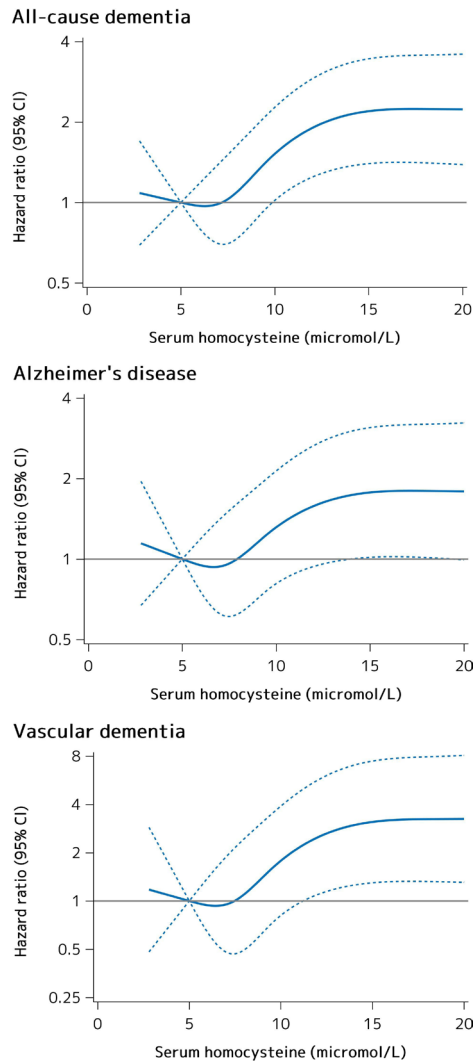 All-cause dementia
Hazard ratio (95% CI)
4
2
1
0.5
0 5 10 15 20
Serum homocysteine (micromol/L)
Alzheimer's disease
Hazard ratio (95% CI)
4
2
1
0.5
0 5 10 15 20
Serum homocysteine (micromol/L)
Vascular dementia
Hazard ratio (95% CI)
8
4
2
1
0.5
0.25
0 5 10 15 20
Serum homocysteine (micromol/L)